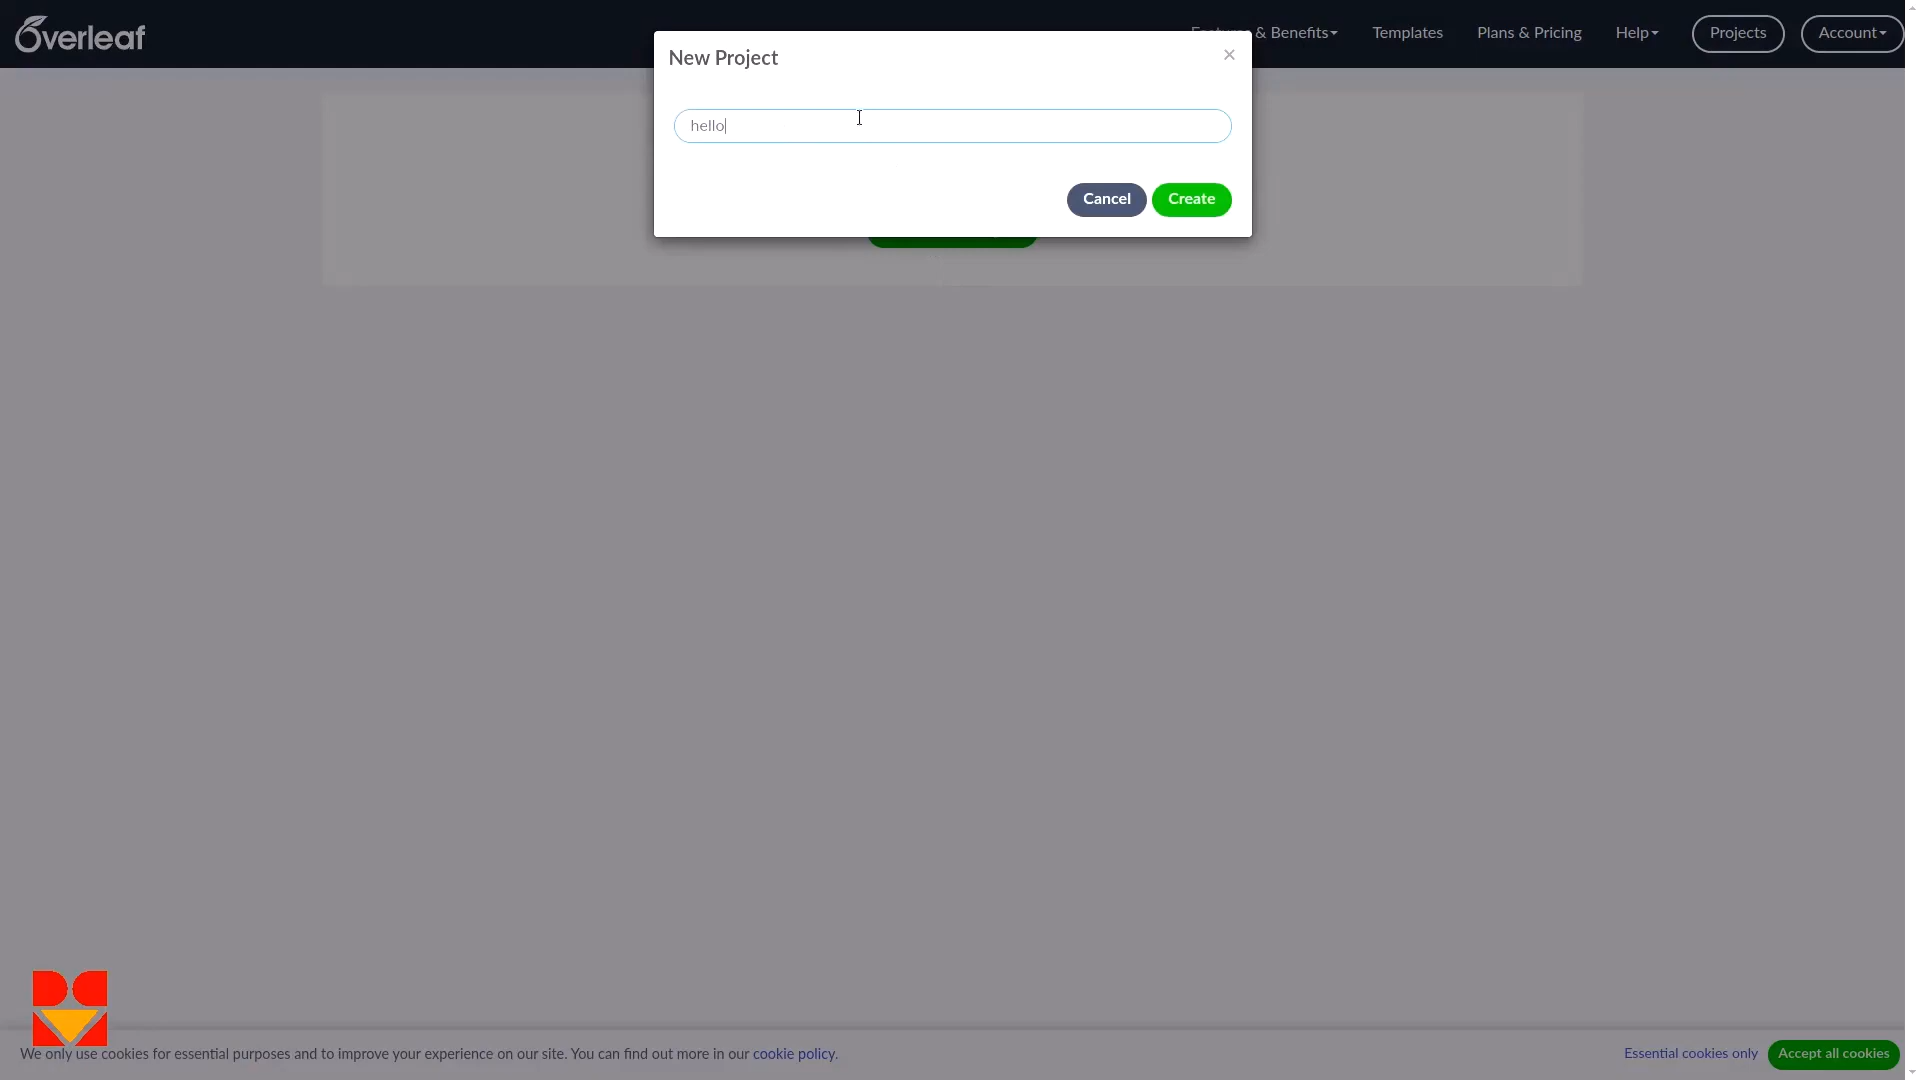 Overleaf
Features & Benefits
Templates
Plans & Pricing
Help
Projects
Account
New Project
×
hello
Cancel
Create
We only use cookies for essential purposes and to improve your experience on our site. You can find out more in our cookie policy.
Essential cookies only
Accept all cookies